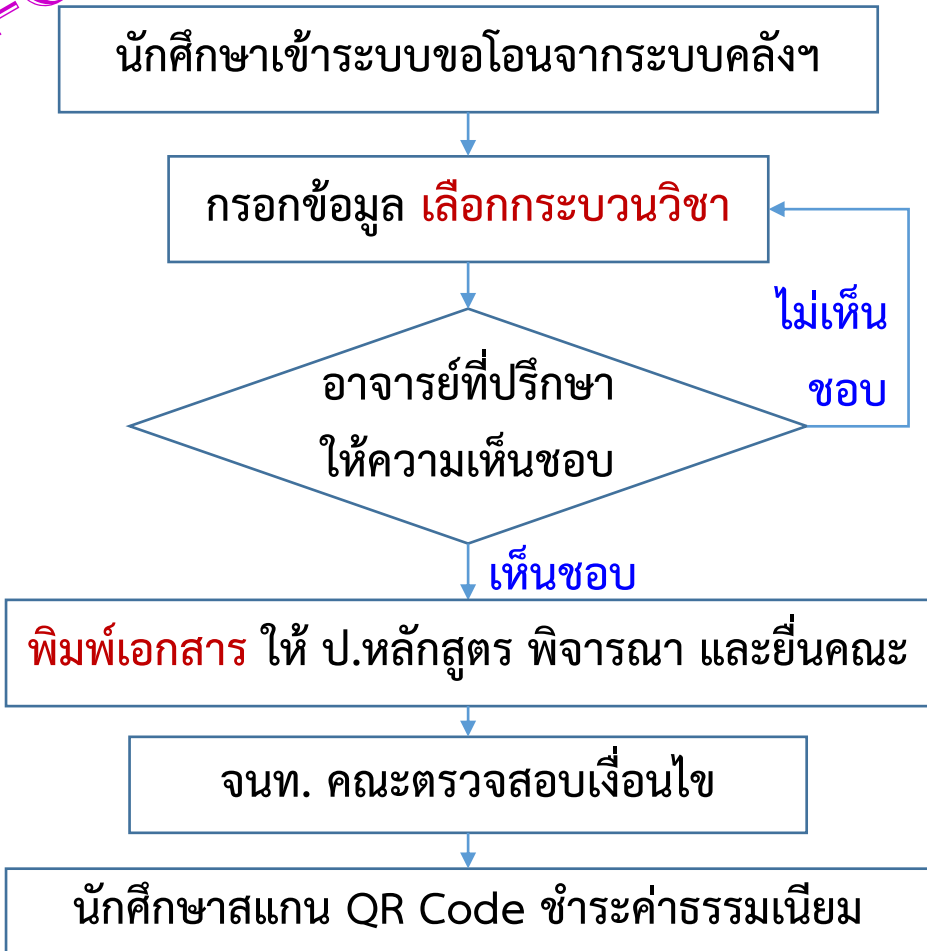 นักศึกษาเข้าระบบขอโอนจากระบบคลังฯ
กรอกข้อมูล เลือกกระบวนวิชา
ไม่เห็น
ชอบ
อาจารย์ที่ปรึกษา
ให้ความเห็นชอบ
เห็นชอบ
พิมพ์เอกสาร ให้ ป.หลักสูตร พิจารณา และยื่นคณะ
จนท. คณะตรวจสอบเงื่อนไข
นักศึกษาสแกน QR Code ชำระค่าธรรมเนียม